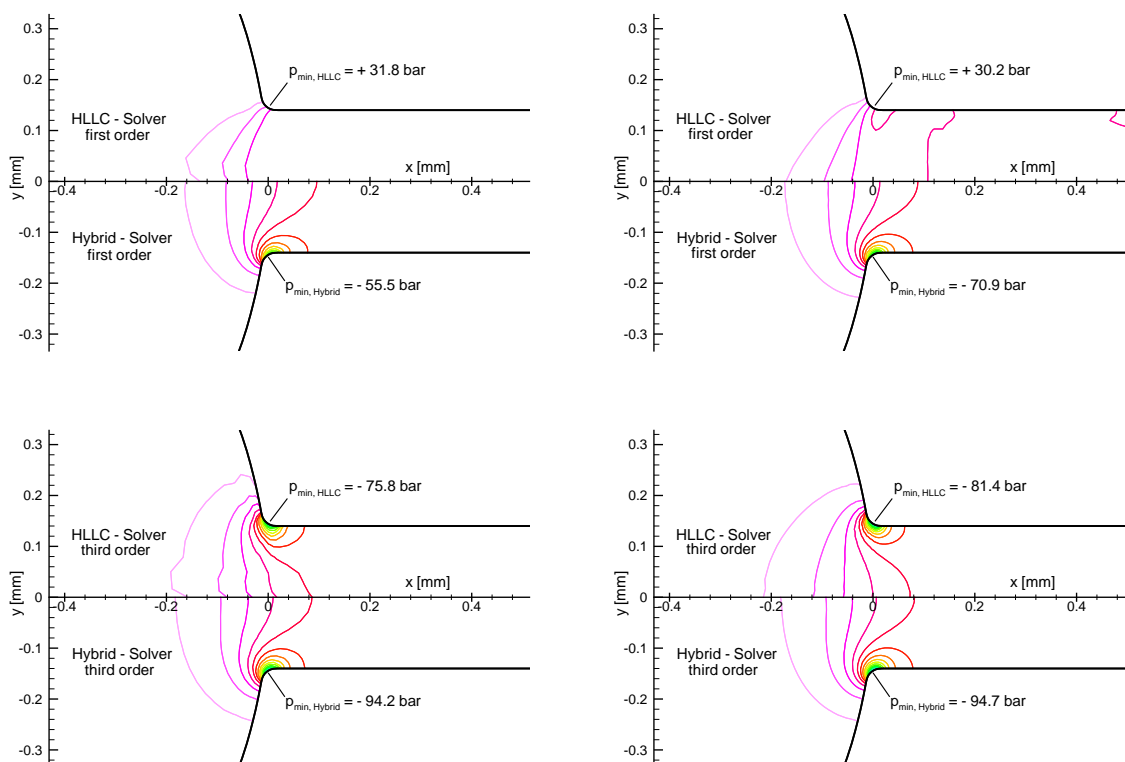 0.3
0.2
0.1
0
-0.1
-0.2
-0.3
y [mm]
-0.4
-0.2
0
0.2
0.4
x [mm]
HLLC - Solver
first order
Hybrid - Solver
first order
p min, HLLC = + 31.8 bar
p min, Hybrid = - 55.5 bar
0.3
0.2
0.1
0
-0.1
-0.2
-0.3
y [mm]
-0.4
-0.2
0
0.2
0.4
x [mm]
HLLC - Solver
first order
Hybrid - Solver
first order
p min, HLLC = + 30.2 bar
p min, Hybrid = - 70.9 bar
0.3
0.2
0.1
0
-0.1
-0.2
-0.3
y [mm]
-0.4
-0.2
0
0.2
0.4
x [mm]
HLLC - Solver
third order
Hybrid - Solver
third order
p min, HLLC = - 75.8 bar
p min, Hybrid = - 94.2 bar
0.3
0.2
0.1
0
-0.1
-0.2
-0.3
y [mm]
-0.4
-0.2
0
0.2
0.4
x [mm]
HLLC - Solver
third order
Hybrid - Solver
third order
p min, HLLC = - 81.4 bar
p min, Hybrid = - 94.7 bar